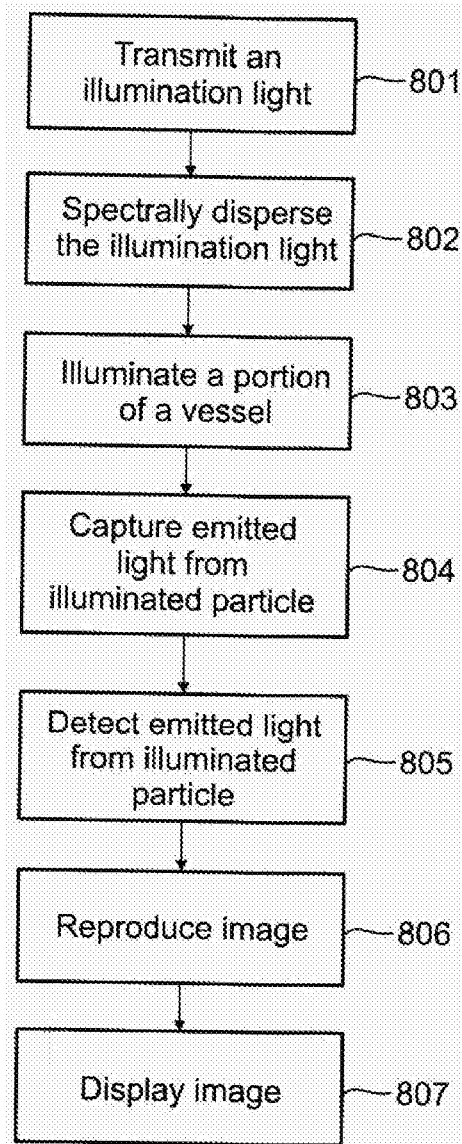 Transmit an
illumination light
801
Spectrally disperse
the illumination light
802
Illuminate a portion
of a vessel
803
Capture emitted
light from
illuminated particle
804
Detect emitted light
from illuminated
particle
805
Reproduce image
806
Display image
807